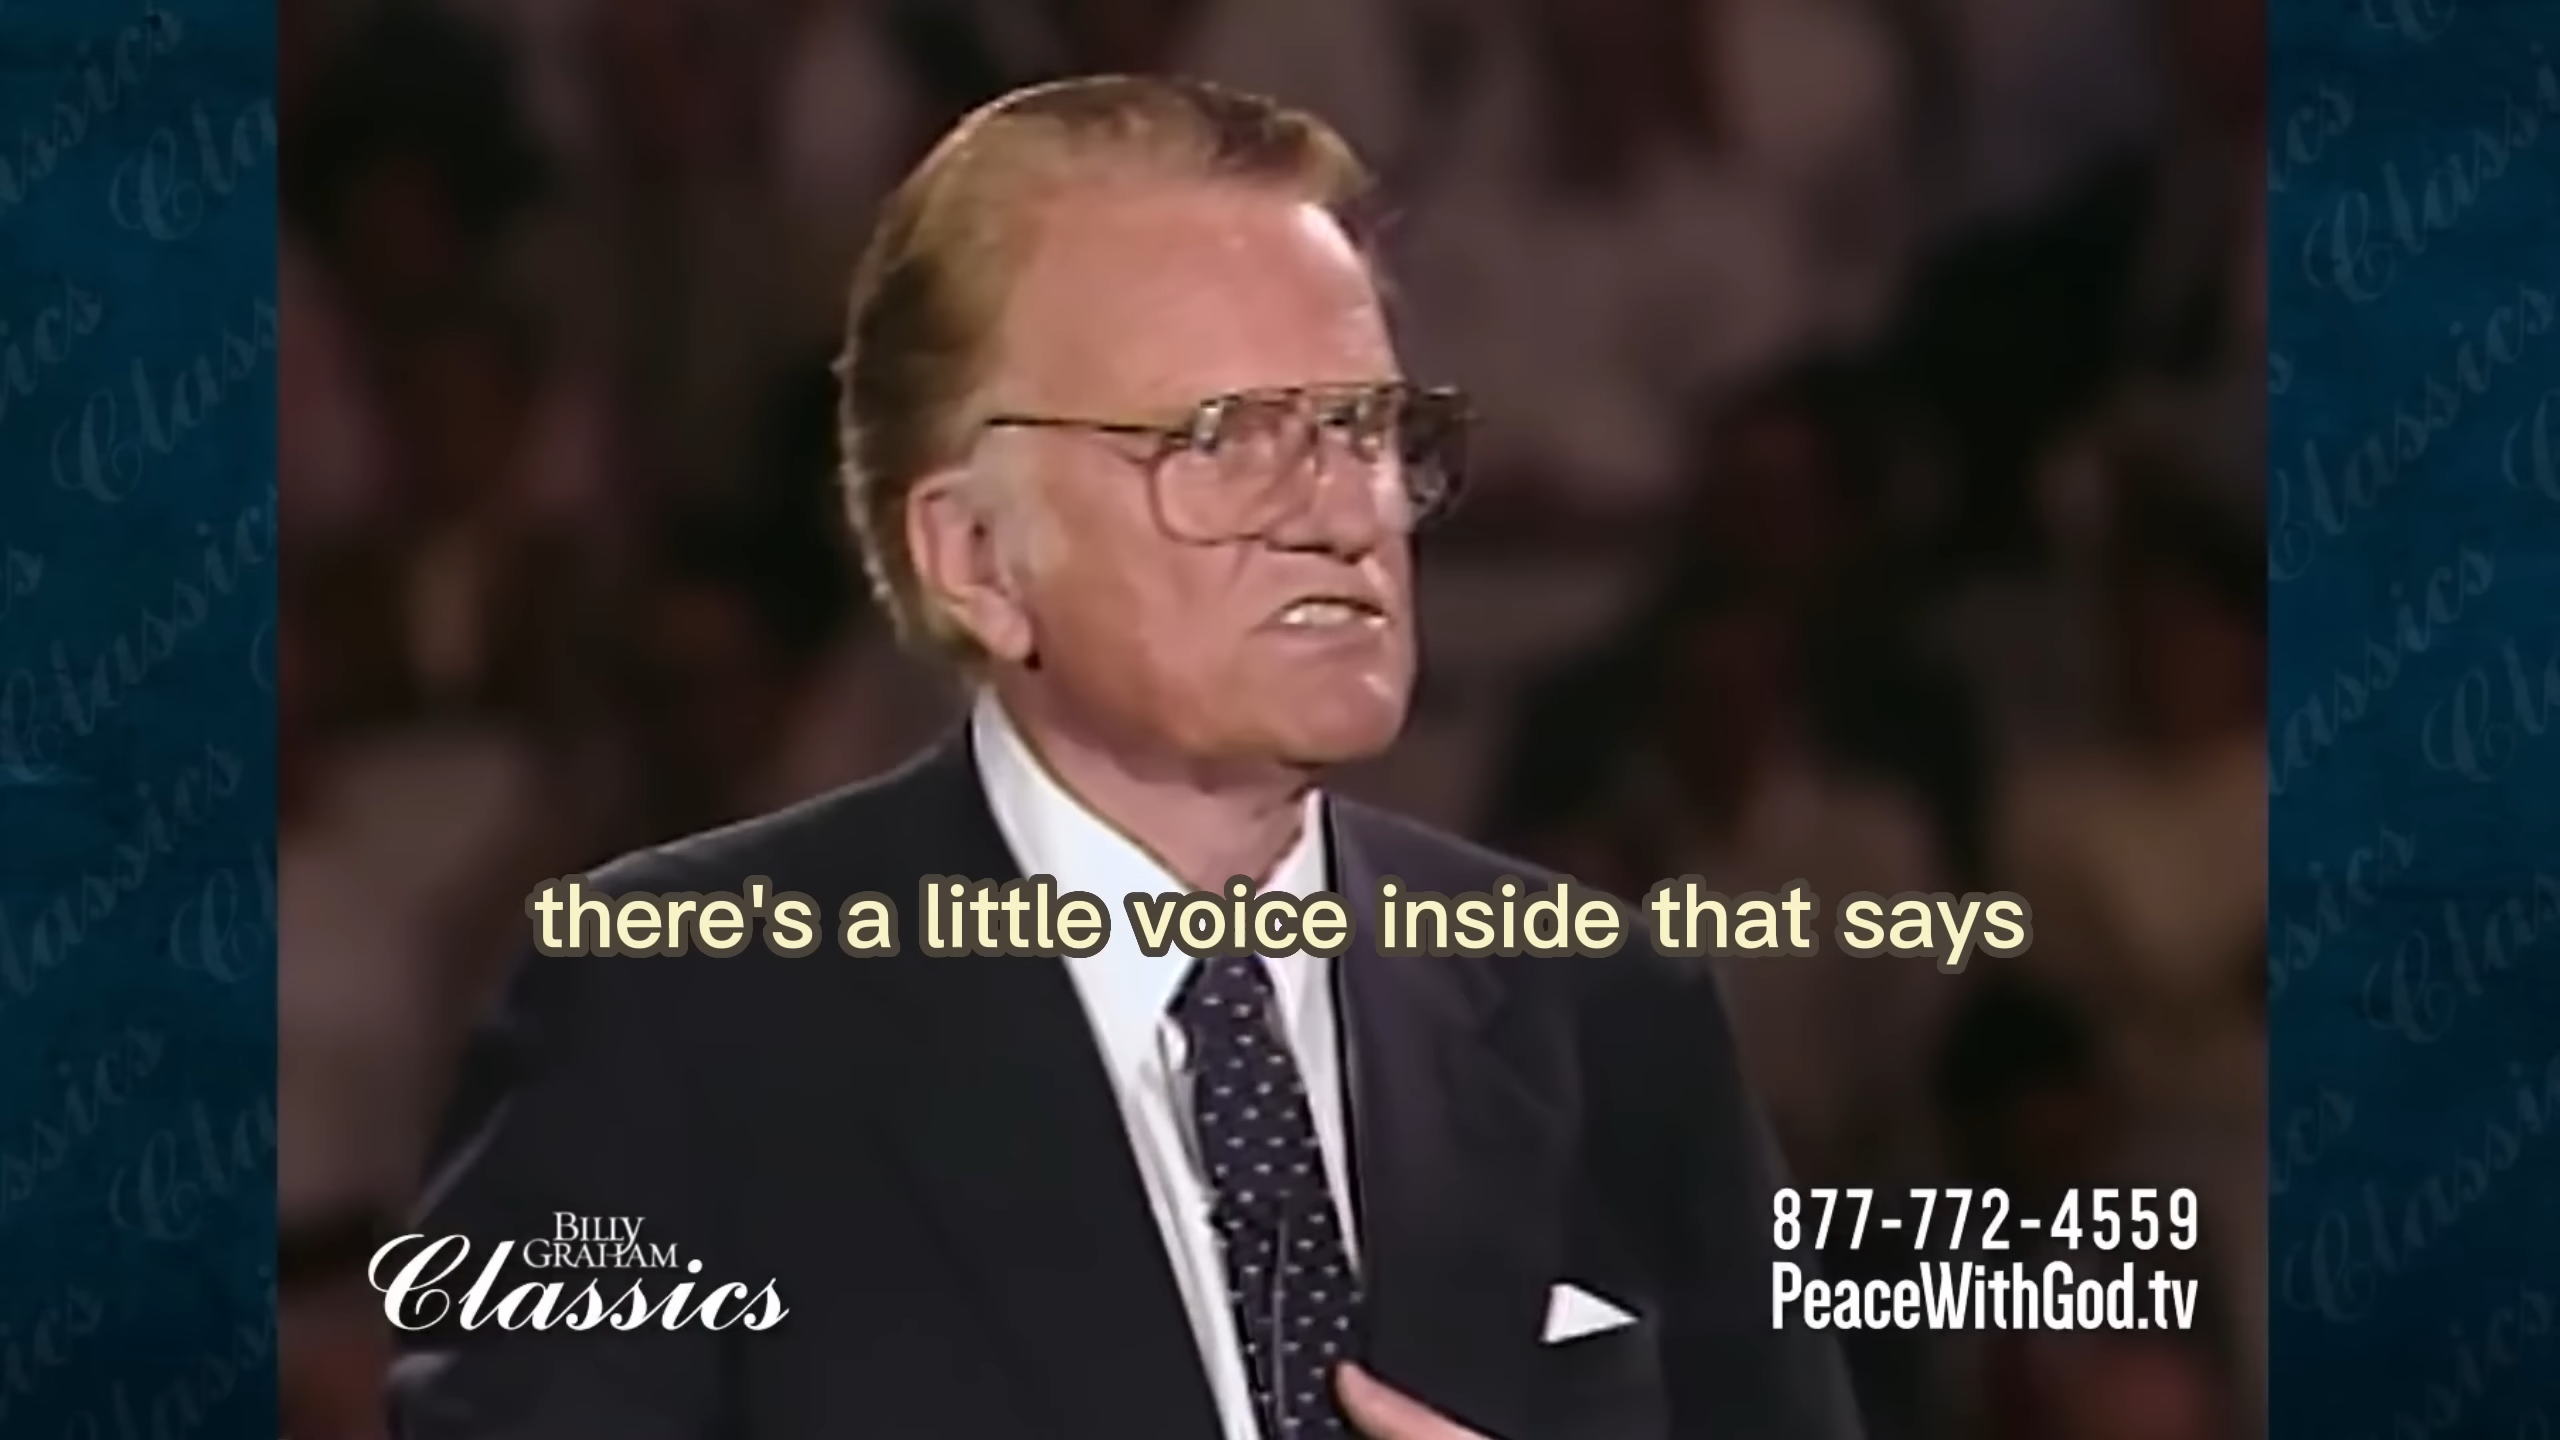 there's a little voice inside that says
BILLY
GRAHAM
Classics
877-772-4559
PeaceWithGod.tv